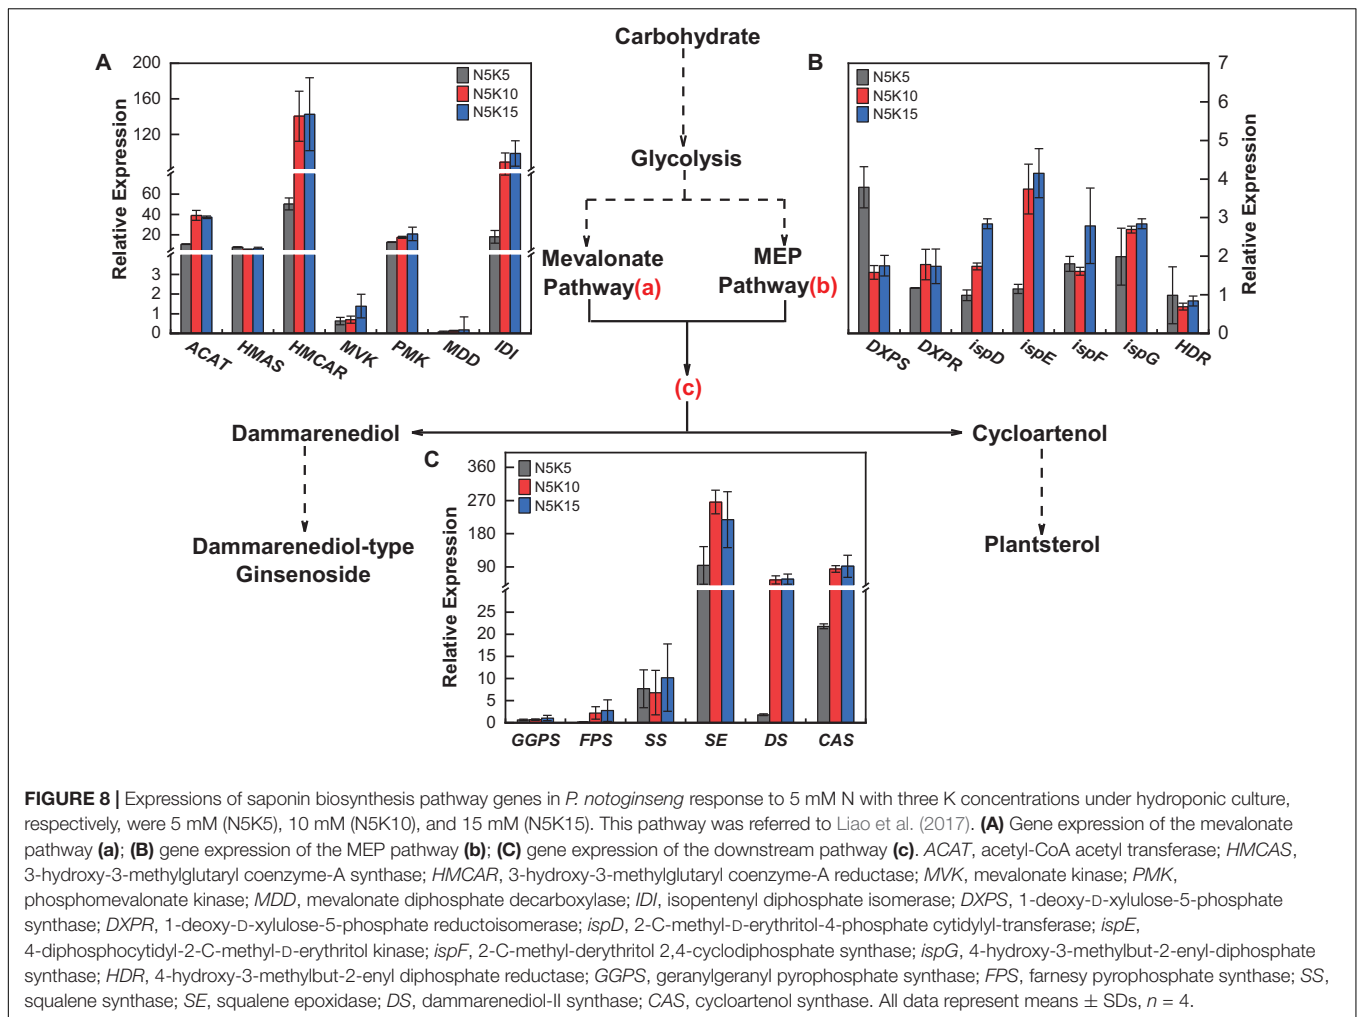 Carbohydrate
Glycolysis
Mevalonate
Pathway(a)
MEP
Pathway(b)
(c)
Dammarenediol
Cycloartenol
Dammarenediol-type
Ginsenoside
Plantsterol
A
Relative Expression
200
160
120
60
40
20
3
2
1
0
N5K5
N5K10
N5K15
ACAT
HMAS
HMCAR
MVK
PMK
MDD
IDI
B
N5K5
N5K10
N5K15
7
6
5
4
3
2
1
0
Relative Expression
DXPS
DXPR
ispD
ispE
ispF
ispG
HDR
C
Relative Expression
360
270
180
90
25
20
15
10
5
0
N5K5
N5K10
N5K15
GGPS
FPS
SS
SE
DS
CAS
FIGURE 8 | Expressions of saponin biosynthesis pathway genes in P. notoginseng response to 5 mM N with three K concentrations under hydroponic culture,
respectively, were 5 mM (N5K5), 10 mM (N5K10), and 15 mM (N5K15). This pathway was referred to Liao et al. (2017). (A) Gene expression of the mevalonate
pathway (a); (B) gene expression of the MEP pathway (b); (C) gene expression of the downstream pathway (c). ACAT, acetyl-CoA acetyl transferase; HMCAS,
3-hydroxy-3-methylglutaryl coenzyme-A synthase; HMCAR, 3-hydroxy-3-methylglutaryl coenzyme-A reductase; MVK, mevalonate kinase; PMK,
phosphomevalonate kinase; MDD, mevalonate diphosphate decarboxylase; IDI, isopentenyl diphosphate isomerase; DXPS, 1-deoxy-D-xylulose-5-phosphate
synthase; DXPR, 1-deoxy-D-xylulose-5-phosphate reductoisomerase; ispD, 2-C-methyl-D-erythritol-4-phosphate cytidylyl-transferase; ispE,
4-diphosphocytidyl-2-C-methyl-D-erythritol kinase; ispF, 2-C-methyl-derythritol 2,4-cyclodiphosphate synthase; ispG, 4-hydroxy-3-methylbut-2-enyl-diphosphate
synthase; HDR, 4-hydroxy-3-methylbut-2-enyl diphosphate reductase; GGPS, geranylgeranyl pyrophosphate synthase; FPS, farnesy pyrophosphate synthase; SS,
squalene synthase; SE, squalene epoxidase; DS, dammarenediol-II synthase; CAS, cycloartenol synthase. All data represent means ± SDs, n = 4.